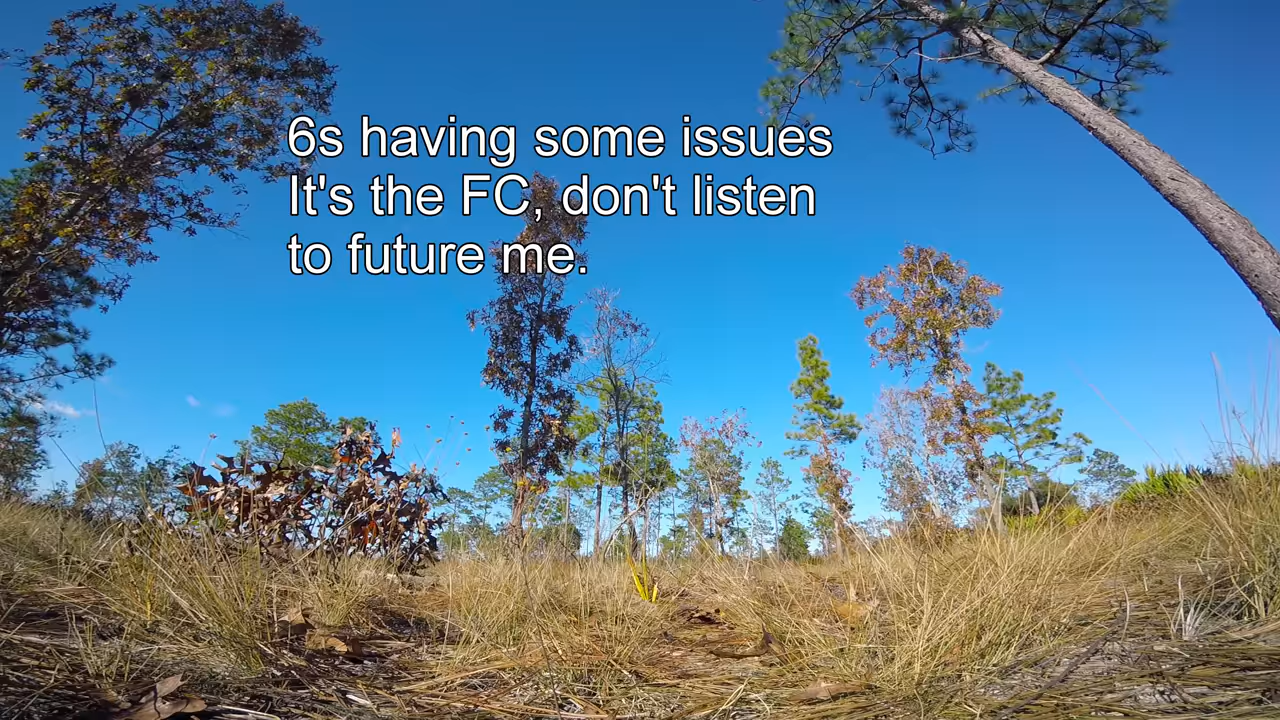 6s having some issues
It's the FC, don't listen
to future me.